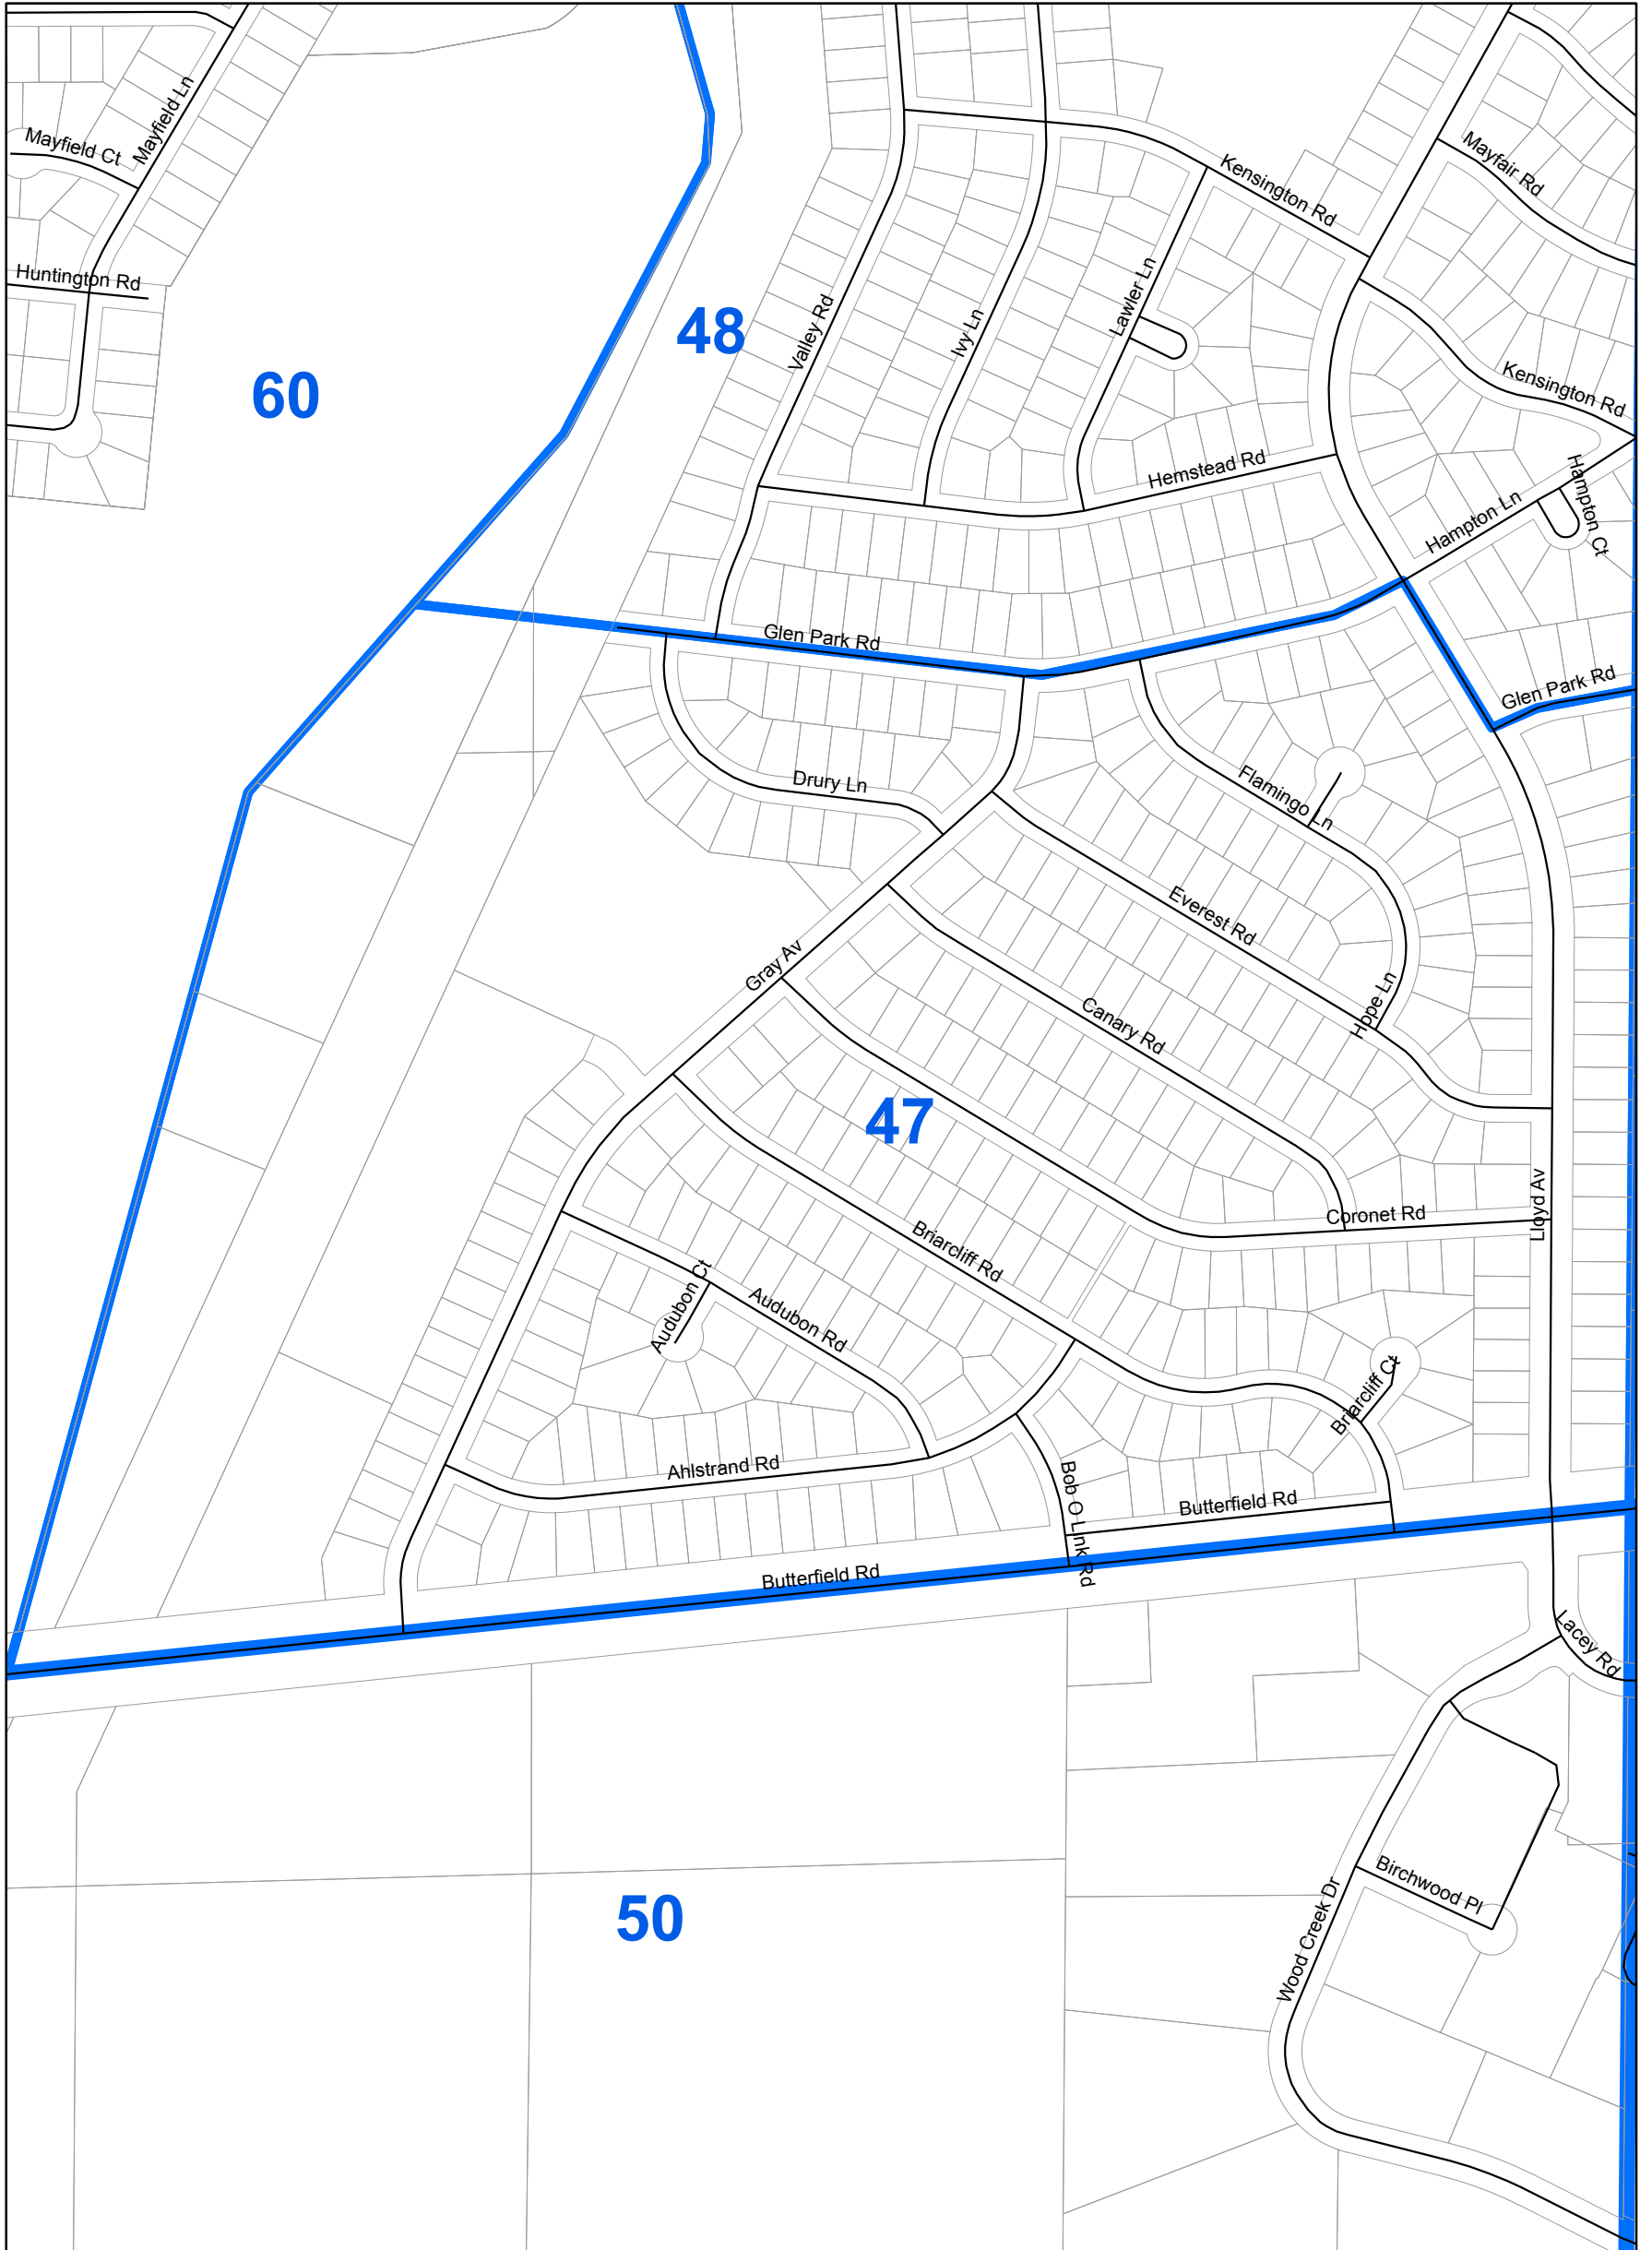 Mayfield Ln
Mayfield Ct
Mayfair Rd
Kensington Rd
Huntington Rd
Lawler Ln
48
Valley Rd
Ivy Ln
60
Kensington Rd
Hemstead Rd
Hampton Ct
Hampton Ln
Glen Park Rd
Glen Park Rd
Drury Ln
Flamingo Ln
Everest Rd
Gray Av
Hope Ln
Canary Rd
47
Lloyd Av
Coronet Rd
Briarcliff Rd
Audubon Ct
Audubon Rd
Briarcliff Ct
Ahlstrand Rd
Bob O Link Rd
Butterfield Rd
Butterfield Rd
Lacey Rd
Birchwood Pl
50
Wood Creek Dr